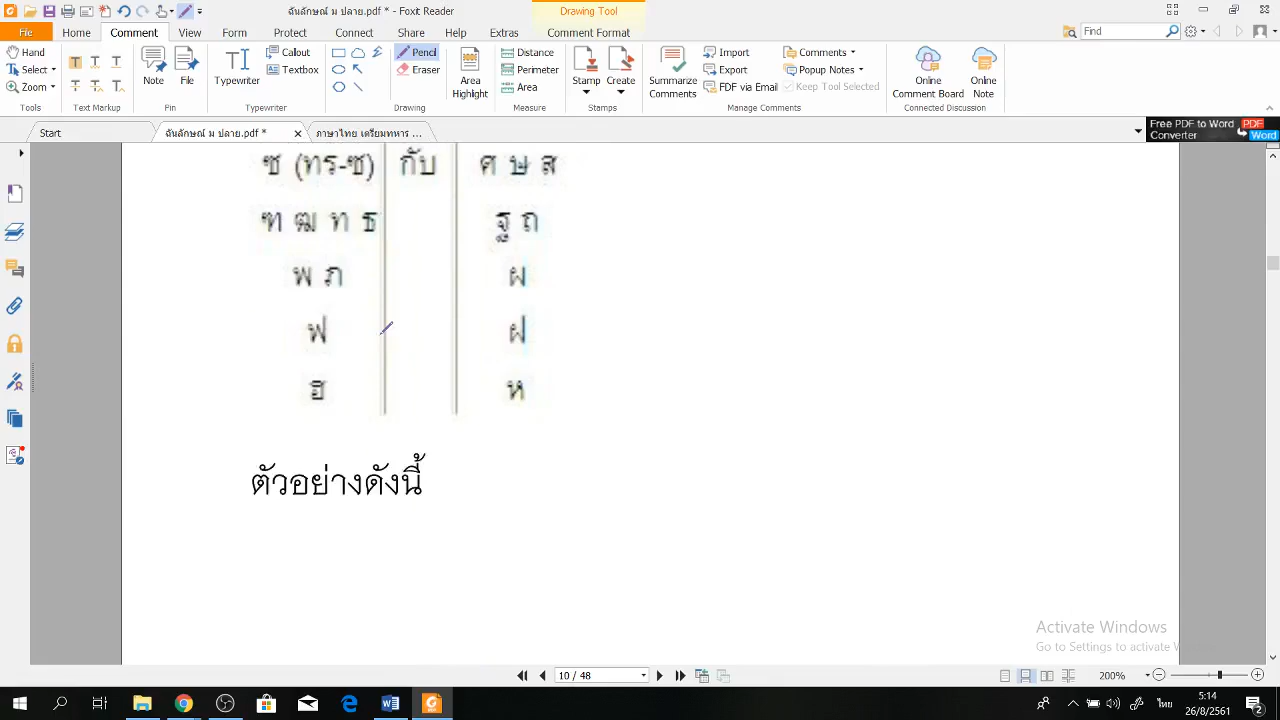 ฉันลักษณ์ ม ปลาย.pdf * - Foxit Reader
Drawing Tool
File Home Comment View Form Protect Connect Share Help Extras Comment Format Find
Hand
Select
Zoom
Tools
Text Markup
Note
File
Pin
Typewriter
Callout
Textbox
Typewriter
Pencil
Eraser
Drawing
Area Highlight
Distance
Perimeter
Area
Measure
Stamp
Create
Stamps
Summarize Comments
Import
Export
FDF via Email
Comments
Popup Notes
Keep Tool Selected
Manage Comments
Online Comment Board
Online Note
Connected Discussion
Start
ฉันลักษณ์ ม ปลาย.pdf *
ภาษาไทย เตรียมทหาร ...
Free PDF to Word Converter
PDF
Word
ซ (ทร-ซ) กับ ศ ษ ส
ฑ ฒ ท ธ ฐ ถ
พ ภ ผ
ฟ ฝ
ฮ ห
ตัวอย่างดังนี้
Activate Windows
Go to Settings to activate
10 / 48
200%
ไทย
5:14
26/8/2561
2